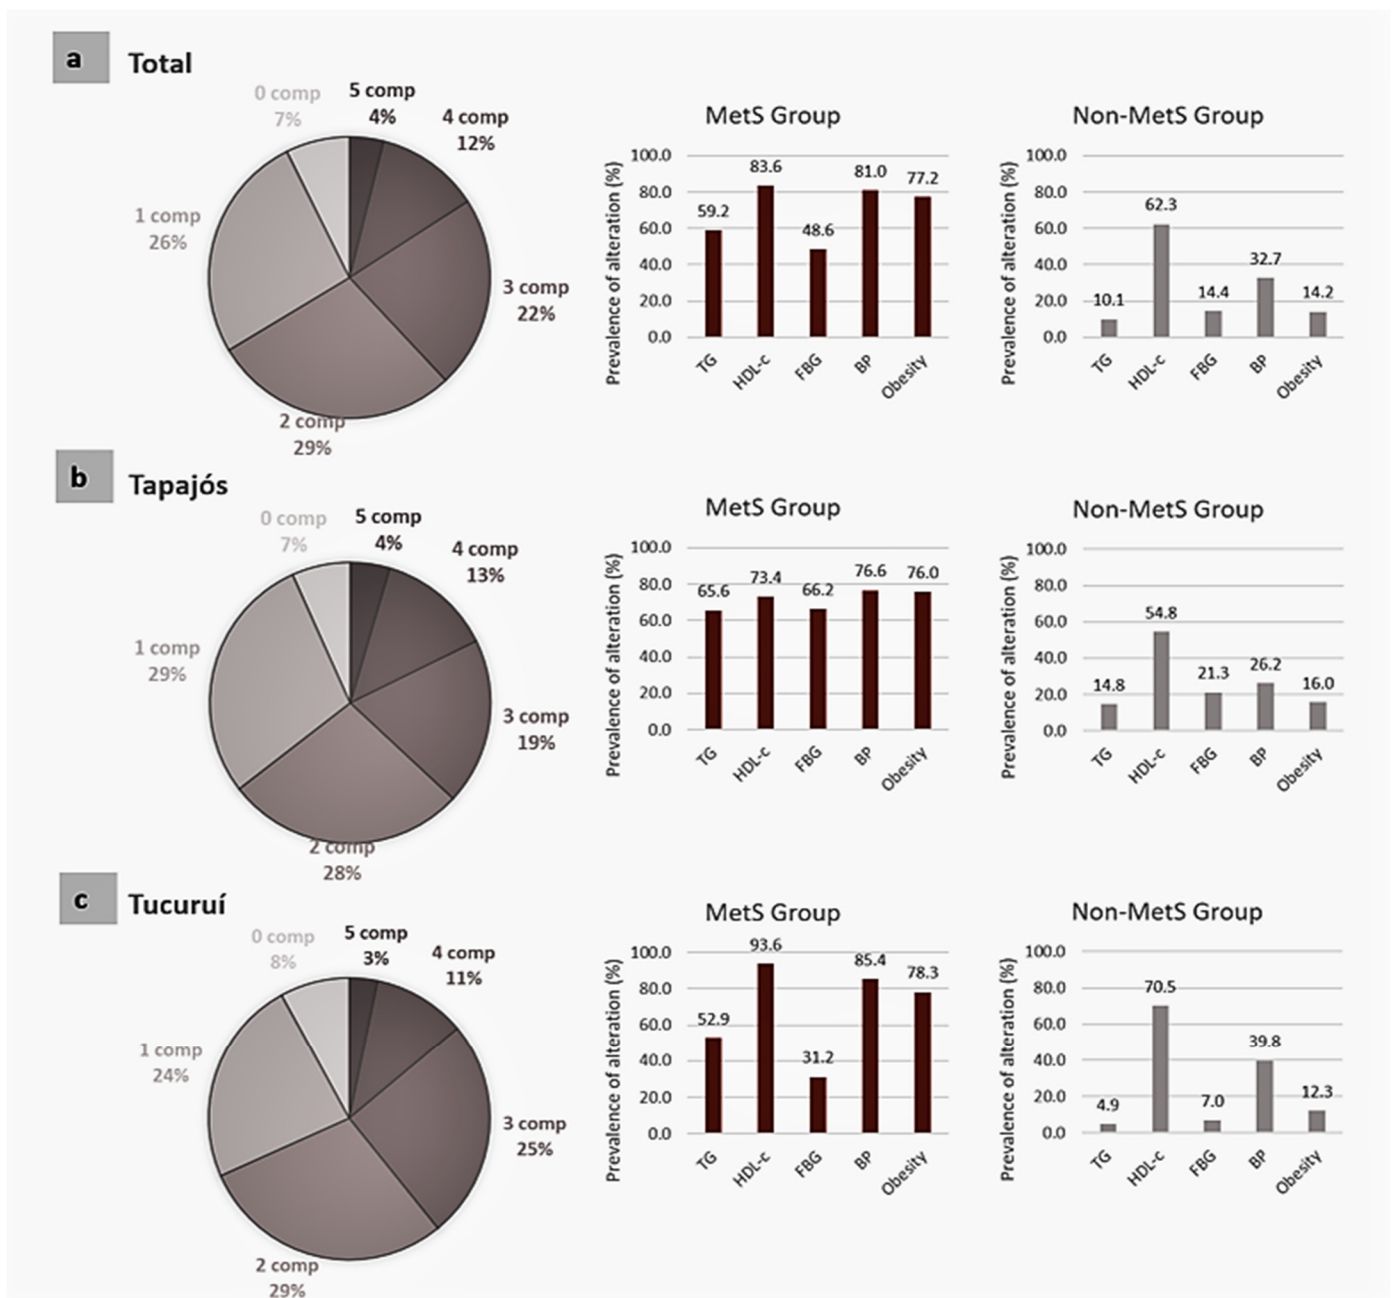 a
Total
0 comp
7%
5 comp
4%
4 comp
12%
3 comp
22%
2 comp
29%
1 comp
26%
MetS Group
Prevalence of alteration (%)
100.0
80.0
60.0
40.0
20.0
0.0
59.2
83.6
48.6
81.0
77.2
TG
HDL-c
FBG
BP
Obesity
Non-MetS Group
Prevalence of alteration (%)
100.0
80.0
60.0
40.0
20.0
0.0
10.1
62.3
14.4
32.7
14.2
TG
HDL-c
FBG
BP
Obesity
b
Tapajós
0 comp
7%
5 comp
4%
4 comp
13%
3 comp
19%
2 comp
28%
1 comp
29%
MetS Group
Prevalence of alteration (%)
100.0
80.0
60.0
40.0
20.0
0.0
65.6
73.4
66.2
76.6
76.0
TG
HDL-c
FBG
BP
Obesity
Non-MetS Group
Prevalence of alteration (%)
100.0
80.0
60.0
40.0
20.0
0.0
14.8
54.8
21.3
26.2
16.0
TG
HDL-c
FBG
BP
Obesity
c
Tucuruí
0 comp
8%
5 comp
3%
4 comp
11%
3 comp
25%
2 comp
29%
1 comp
24%
MetS Group
Prevalence of alteration (%)
100.0
80.0
60.0
40.0
20.0
0.0
52.9
93.6
31.2
85.4
78.3
TG
HDL-c
FBG
BP
Obesity
Non-MetS Group
Prevalence of alteration (%)
100.0
80.0
60.0
40.0
20.0
0.0
4.9
70.5
7.0
39.8
12.3
TG
HDL-c
FBG
BP
Obesity